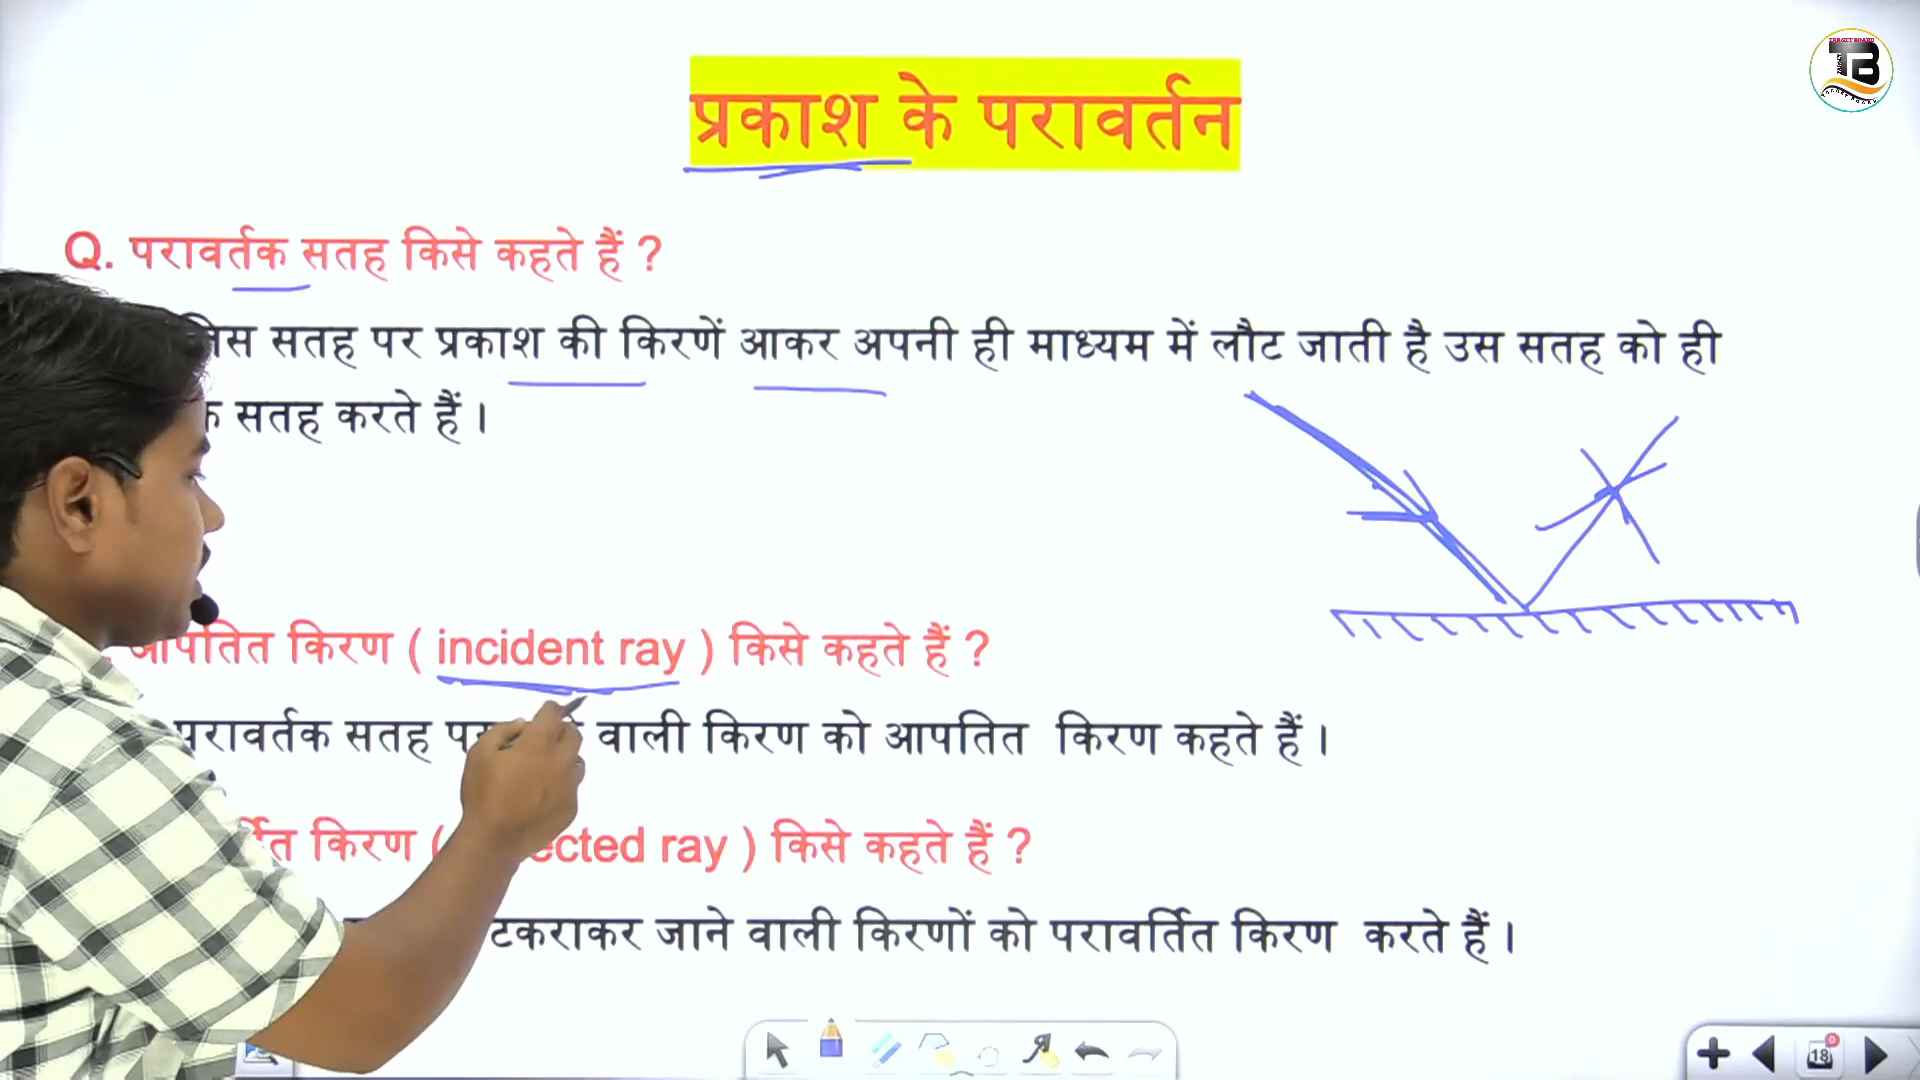 प्रकाश के परावर्तन
Q. परावर्तक सतह किसे कहते हैं ?
सतह पर प्रकाश की किरणें आकर अपनी ही माध्यम में लौट जाती है उस सतह को ही
सतह करते हैं ।
आपतित किरण ( incident ray ) किसे कहते हैं ?
परावर्तक सतह वाली किरण को आपतित किरण कहते हैं ।
किरण ( ray ) किसे कहते हैं ?
टकराकर जाने वाली किरणों को परावर्तित किरण करते हैं ।
TB
18